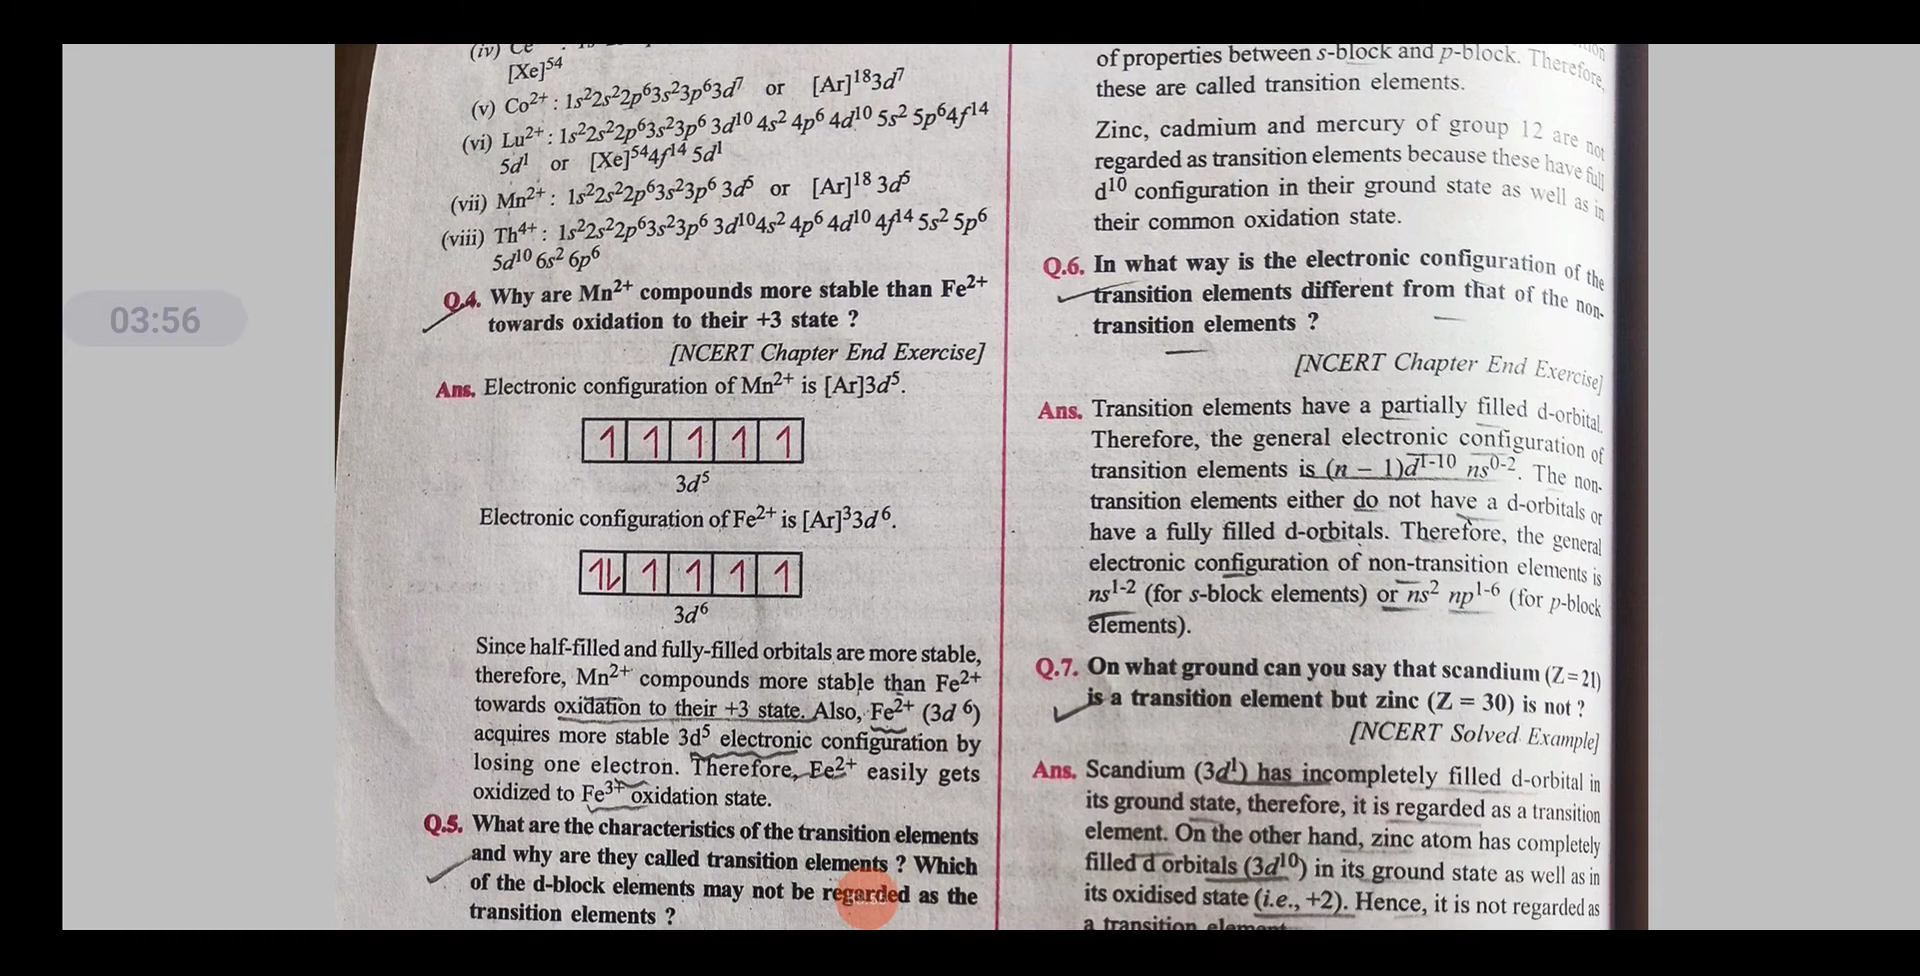 (iv) Ce
[Xe]⁵⁴
(v) Co²⁺ : 1s²2s²2p⁶3s²3p⁶3d⁷ or [Ar]¹⁸3d⁷
(vi) Lu²⁺ : 1s²2s²2p⁶3s²3p⁶ 3d¹⁰ 4s² 4p⁶ 4d¹⁰ 5s² 5p⁶4f¹⁴
5d¹ or [Xe]⁵⁴4f¹⁴ 5d¹
(vii) Mn²⁺ : 1s²2s²2p⁶3s²3p⁶ 3d⁵ or [Ar]¹⁸ 3d⁵
(viii) Th⁴⁺ : 1s²2s²2p⁶3s²3p⁶ 3d¹⁰4s² 4p⁶ 4d¹⁰ 4f¹⁴ 5s² 5p⁶
5d¹⁰ 6s² 6p⁶
Q.4. Why are Mn²⁺ compounds more stable than Fe²⁺
towards oxidation to their +3 state ?
[NCERT Chapter End Exercise]
Ans. Electronic configuration of Mn²⁺ is [Ar]3d⁵.
1 1 1 1 1
3d⁵
Electronic configuration of Fe²⁺ is [Ar]³3d⁶.
1⇂ 1 1 1 1
3d⁶
Since half-filled and fully-filled orbitals are more stable,
therefore, Mn²⁺ compounds more stable than Fe²⁺
towards oxidation to their +3 state. Also, Fe²⁺ (3d ⁶)
acquires more stable 3d⁵ electronic configuration by
losing one electron. Therefore, Fe²⁺ easily gets
oxidized to Fe³⁺ oxidation state.
Q.5. What are the characteristics of the transition elements
and why are they called transition elements ? Which
of the d-block elements may not be regarded as the
transition elements ?
of properties between s-block and p-block. Therefore,
these are called transition elements.
Zinc, cadmium and mercury of group 12 are not
regarded as transition elements because these have full
d¹⁰ configuration in their ground state as well as in
their common oxidation state.
Q.6. In what way is the electronic configuration of the
transition elements different from that of the non-
transition elements ?
[NCERT Chapter End Exercise]
Ans. Transition elements have a partially filled d-orbital.
Therefore, the general electronic configuration of
transition elements is (n – 1)d¹⁻¹⁰ ns⁰⁻². The non-
transition elements either do not have a d-orbitals or
have a fully filled d-orbitals. Therefore, the general
electronic configuration of non-transition elements is
ns¹⁻² (for s-block elements) or ns² np¹⁻⁶ (for p-block
elements).
Q.7. On what ground can you say that scandium (Z = 21)
is a transition element but zinc (Z = 30) is not ?
[NCERT Solved Example]
Ans. Scandium (3d¹) has incompletely filled d-orbital in
its ground state, therefore, it is regarded as a transition
element. On the other hand, zinc atom has completely
filled d orbitals (3d¹⁰) in its ground state as well as in
its oxidised state (i.e., +2). Hence, it is not regarded as
a transition element
03:56